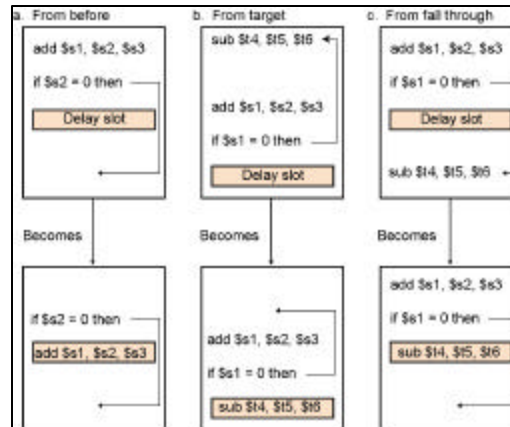 a. From before
add $s1, $s2, $s3
if $s2 = 0 then
Delay slot
Becomes
if $s2 = 0 then
add $s1, $s2, $s3
b. From target
sub $t4, $t5, $t6
add $s1, $s2, $s3
if $s1 = 0 then
Delay slot
Becomes
add $s1, $s2, $s3
if $s1 = 0 then
sub $t4, $t5, $t6
c. From fall through
add $s1, $s2, $s3
if $s1 = 0 then
Delay slot
sub $t4, $t5, $t6
Becomes
add $s1, $s2, $s3
if $s1 = 0 then
sub $t4, $t5, $t6